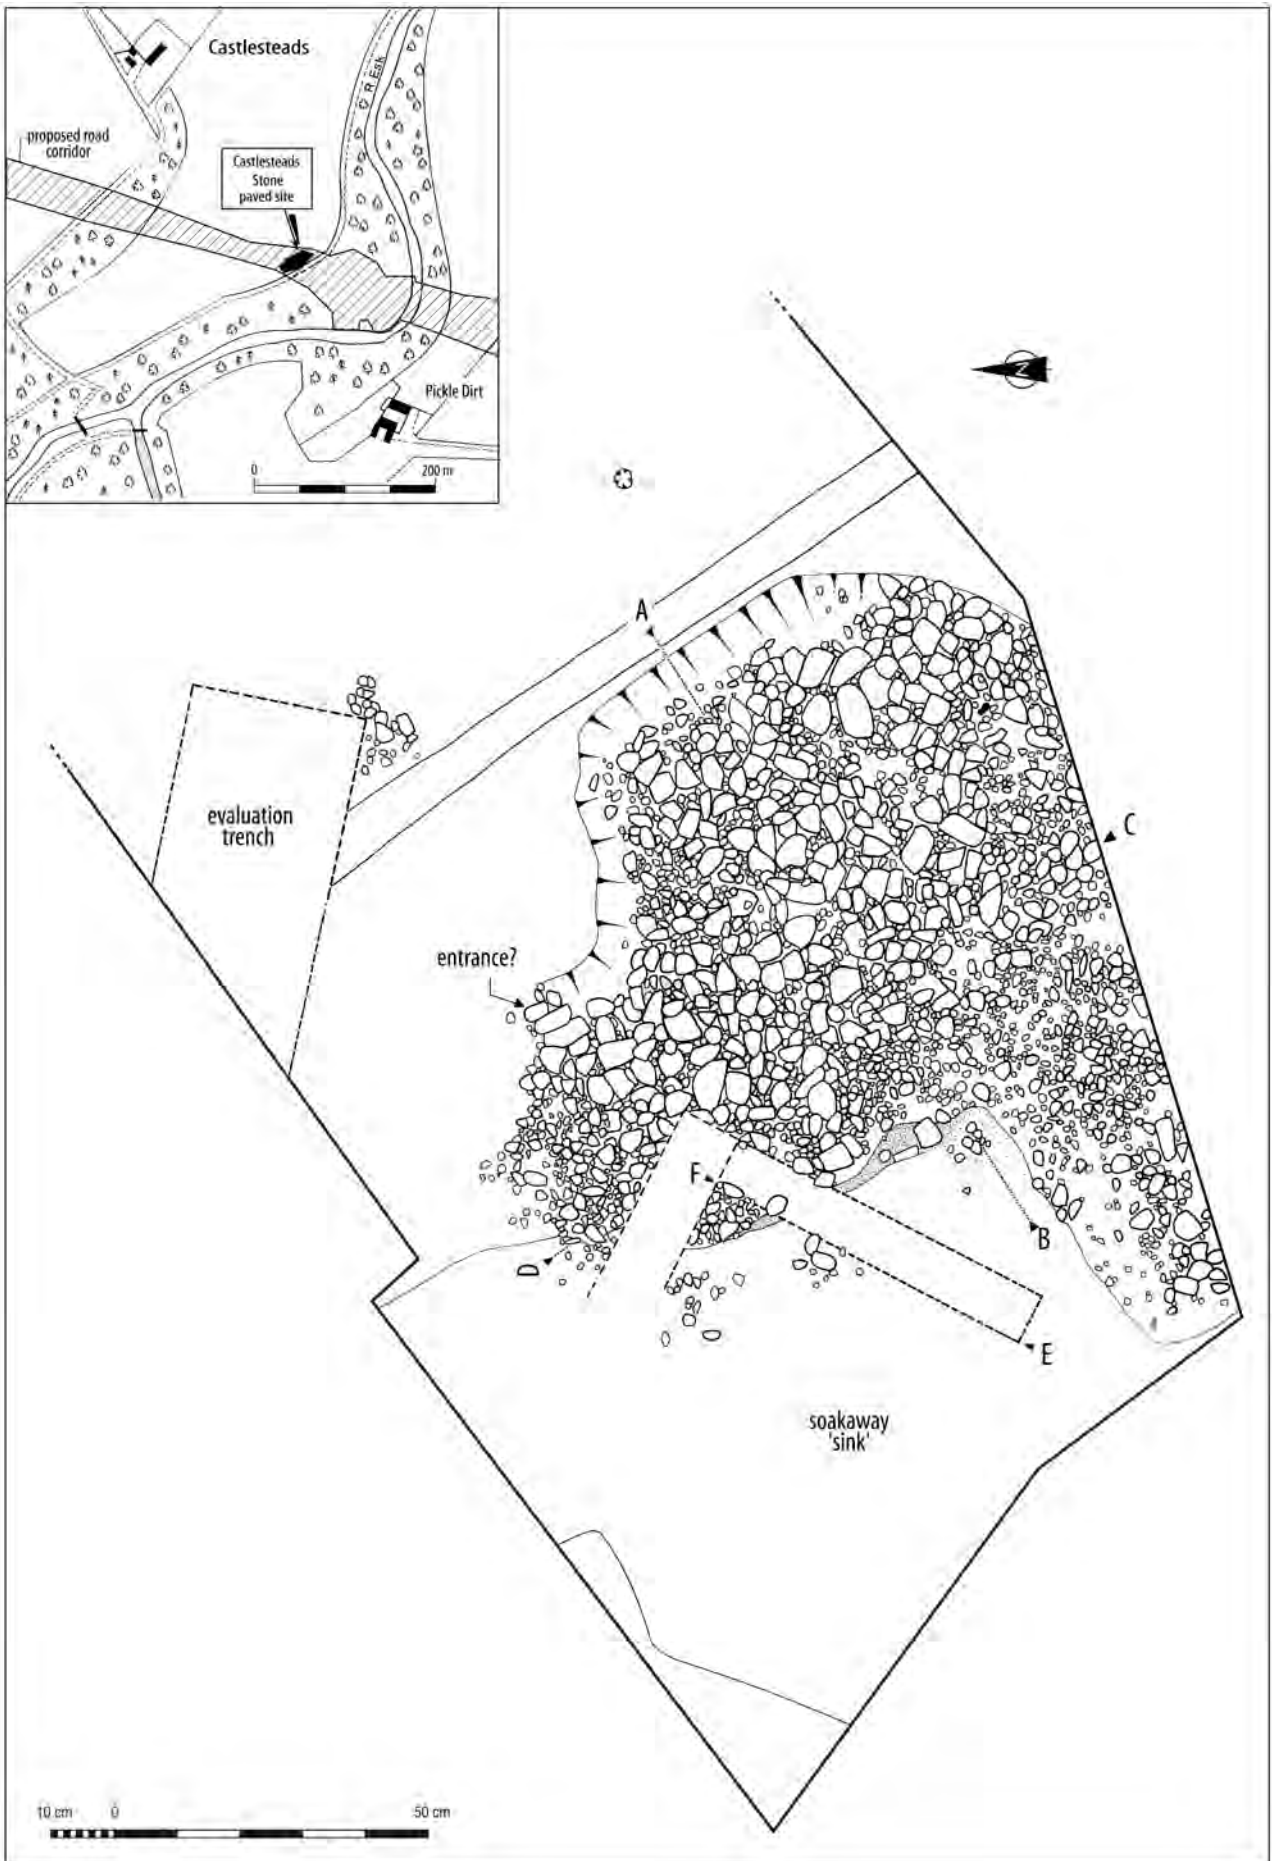 Castlesteads
R Esk
proposed road
corridor
Castlesteads
Stone
paved site
Pickle Dirt
0
200 m
N
A
evaluation
trench
C
entrance?
F
B
D
E
soakaway
'sink'
10 cm
0
50 cm